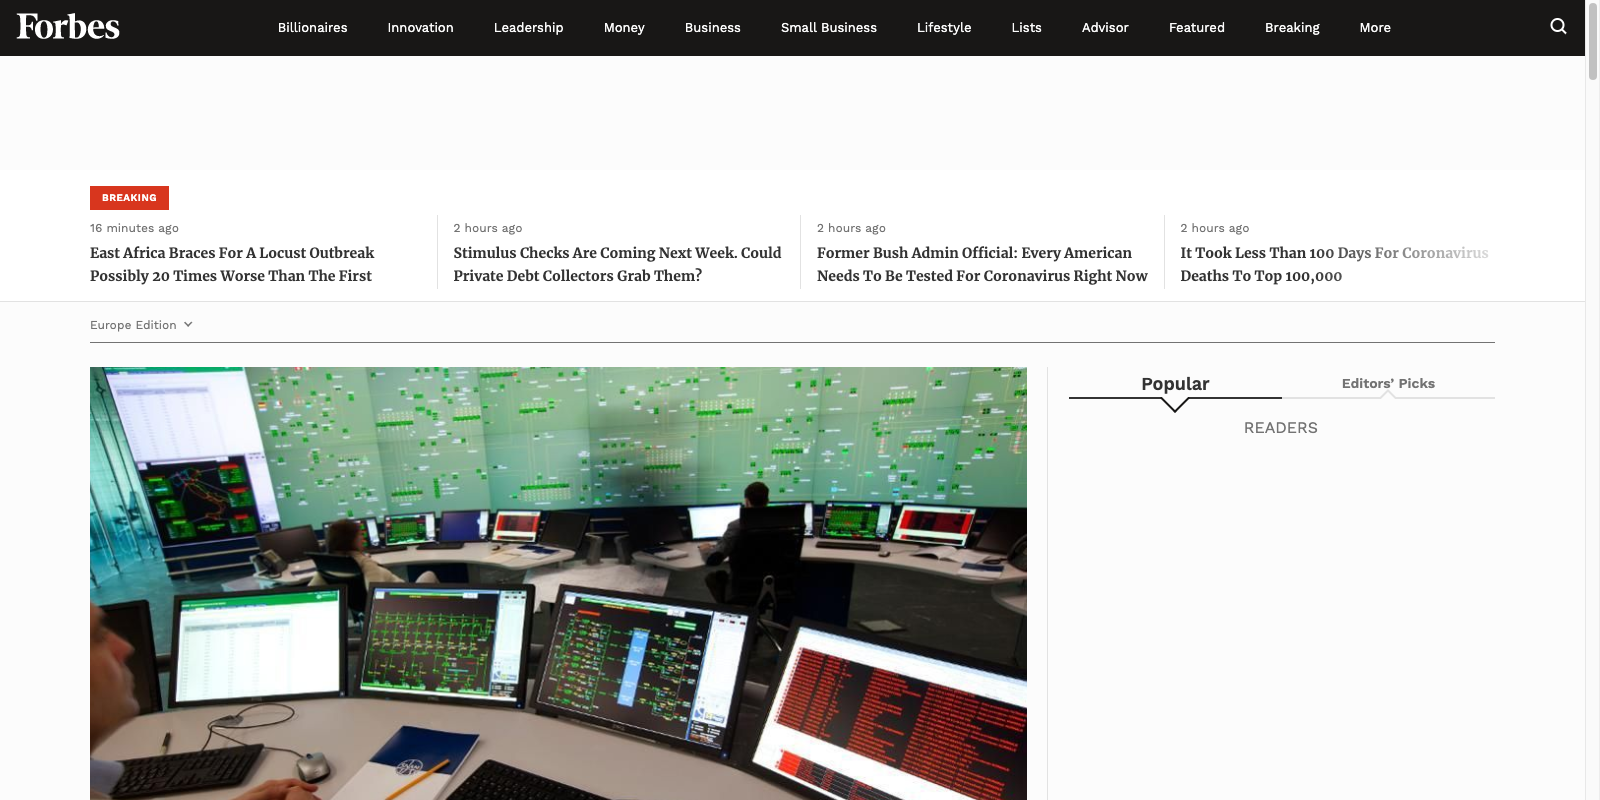 Forbes
Billionaires Innovation Leadership Money Business Small Business Lifestyle Lists Advisor Featured Breaking More
BREAKING
16 minutes ago
East Africa Braces For A Locust Outbreak
Possibly 20 Times Worse Than The First
2 hours ago
Stimulus Checks Are Coming Next Week. Could
Private Debt Collectors Grab Them?
2 hours ago
Former Bush Admin Official: Every American
Needs To Be Tested For Coronavirus Right Now
2 hours ago
It Took Less Than 100 Days For Coronavirus
Deaths To Top 100,000
Europe Edition
Popular
Editors’ Picks
READERS